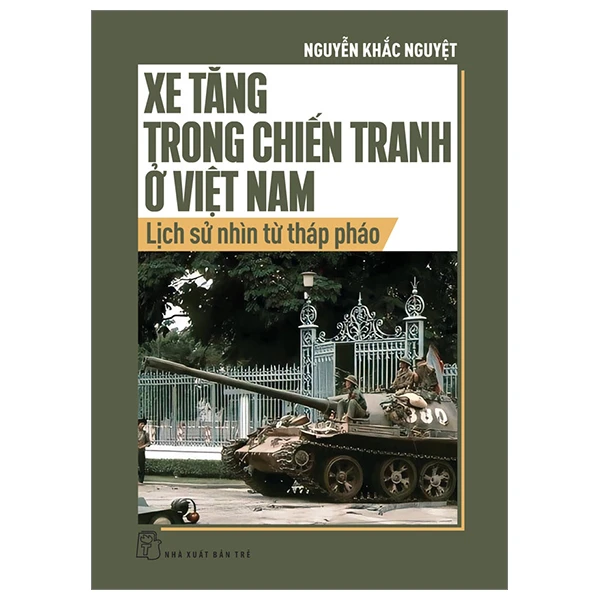 NGUYỄN KHẮC NGUYỆT
XE TĂNG
TRONG CHIẾN TRANH
Ở VIỆT NAM
Lịch sử nhìn từ tháp pháo
380
T
NHÀ XUẤT BẢN TRẺ